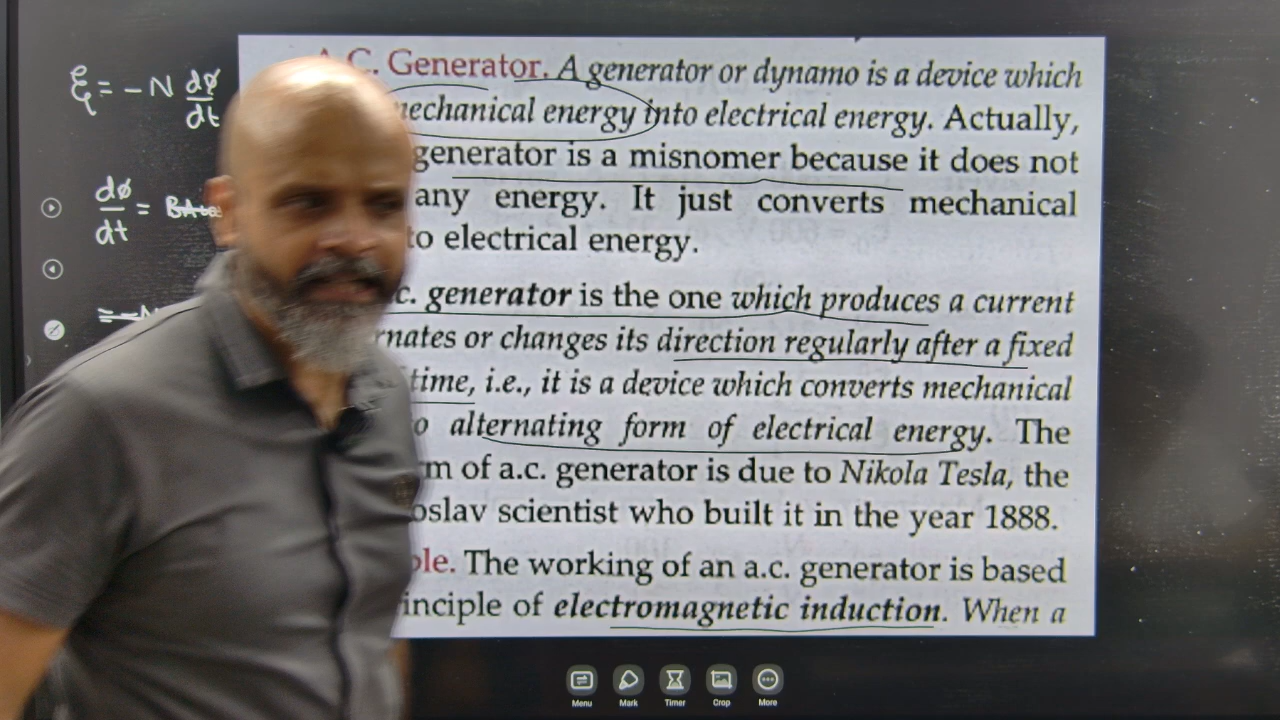 ξ = - N dφ/dt
dφ/dt =
C. Generator. A generator or dynamo is a device which
mechanical energy into electrical energy. Actually,
generator is a misnomer because it does not
any energy. It just converts mechanical
to electrical energy.
c. generator is the one which produces a current
rnates or changes its direction regularly after a fixed
time, i.e., it is a device which converts mechanical
o alternating form of electrical energy. The
m of a.c. generator is due to Nikola Tesla, the
oslav scientist who built it in the year 1888.
ple. The working of an a.c. generator is based
inciple of electromagnetic induction. When a
Menu Mark Timer Crop More